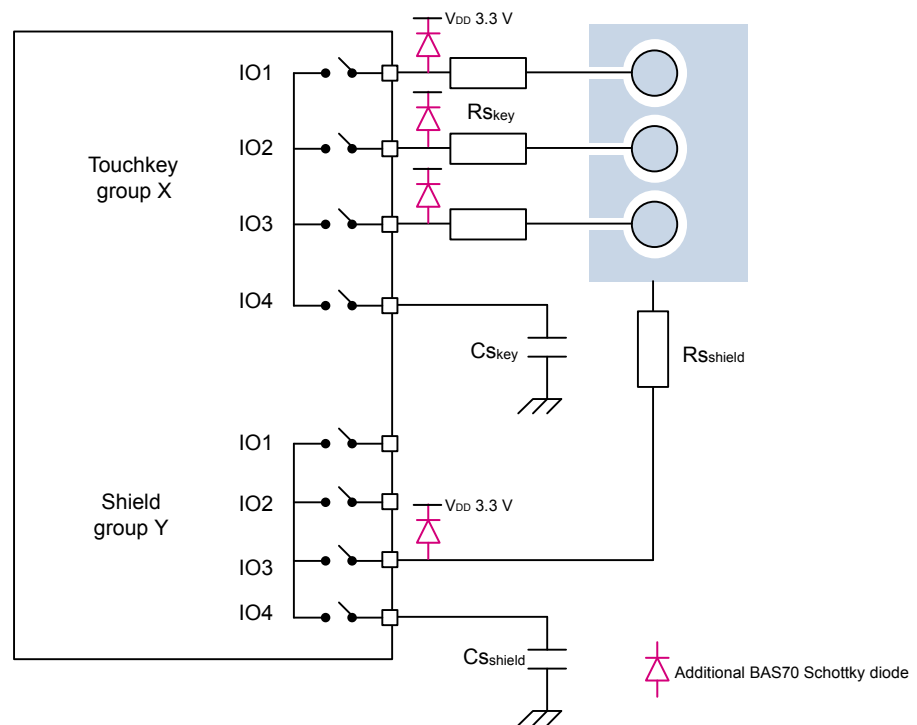 VDD 3.3 V
IO1
Rskey
IO2
Touchkey
group X
IO3
IO4
Cskey
Rsshield
IO1
IO2
Shield
group Y
VDD 3.3 V
IO3
IO4
Csshield
Additional BAS70 Schottky diode